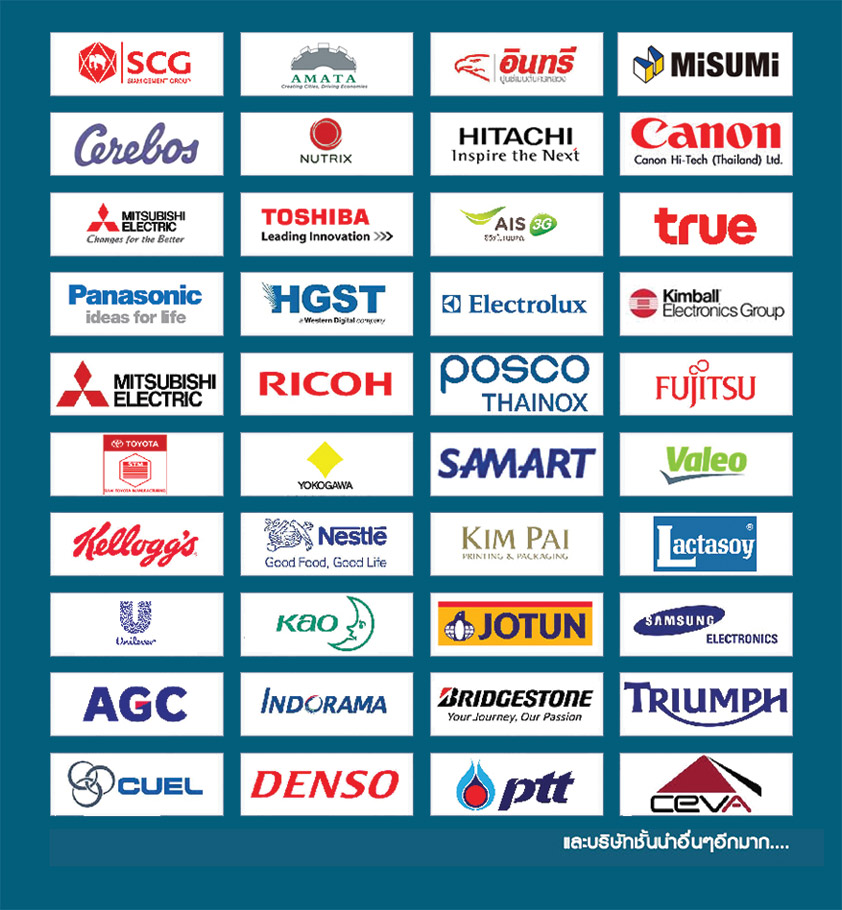 SCG
SIAM CEMENT GROUP
AMATA
Creating Cities, Driving Economies
อินทรี
MiSUMi
Cerebos
NUTRIX
HITACHI
Inspire the Next
Canon
Canon Hi-Tech (Thailand) Ltd.
MITSUBISHI
ELECTRIC
Changes for the Better
TOSHIBA
Leading Innovation >>>
AIS 3G
true
Panasonic
ideas for life
HGST
a Western Digital company
Electrolux
Kimball
Electronics Group
MITSUBISHI
ELECTRIC
RICOH
posco
THAINOX
FUJITSU
TOYOTA
STM
SIAM TOYOTA MANUFACTURING
YOKOGAWA
SAMART
Valeo
Kellogg's
Nestlé
Good Food, Good Life
KIM PAI
PRINTING & PACKAGING
Lactasoy
Unilever
Kao
JOTUN
SAMSUNG
ELECTRONICS
AGC
INDORAMA
BRIDGESTONE
Your Journey, Our Passion
TRIUMPH
CUEL
DENSO
ptt
CEVA
และบริษัทชั้นนำอื่นๆอีกมาก....